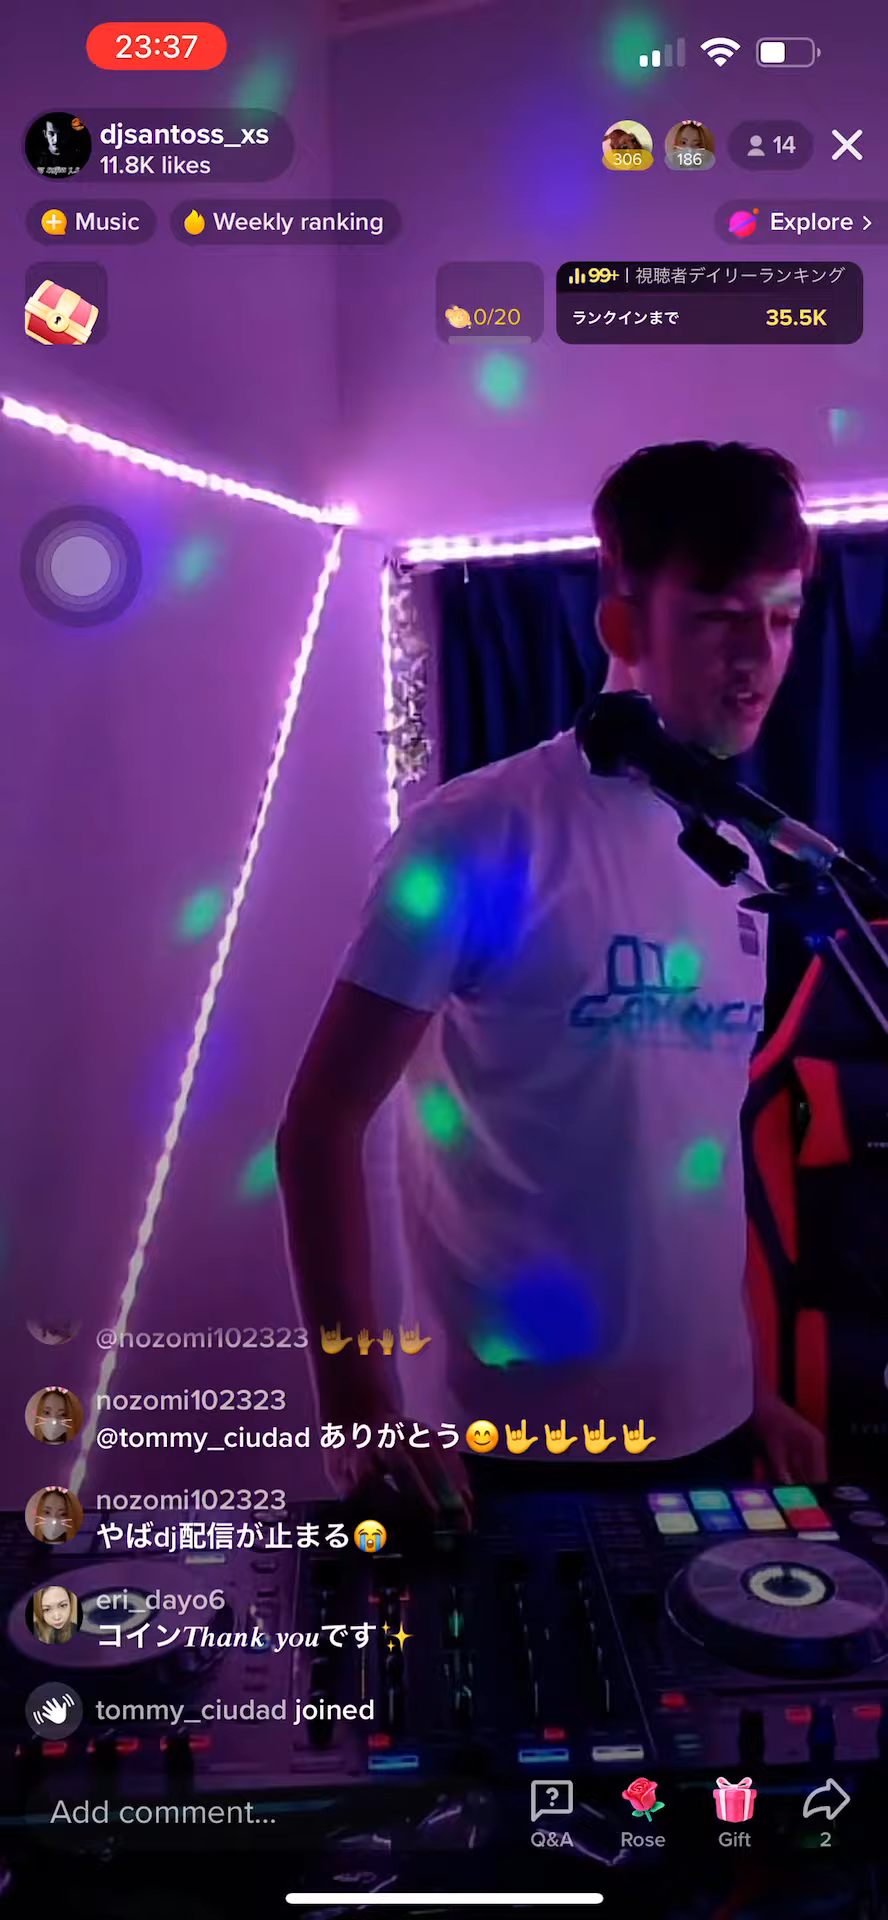 23:37
djsantoss_xs
11.8K likes
306
186
14
Music
Weekly ranking
Explore >
0/20
99+ | 視聴者デイリーランキング
ランクインまで 35.5K
@nozomi102323 🤟🙌🤟
nozomi102323
@tommy_ciudad ありがとう😊🤟🤟🤟🤟
nozomi102323
やばdj配信が止まる😭
eri_dayo6
コインThank youです✨
tommy_ciudad joined
Add comment...
Q&A
Rose
Gift
2